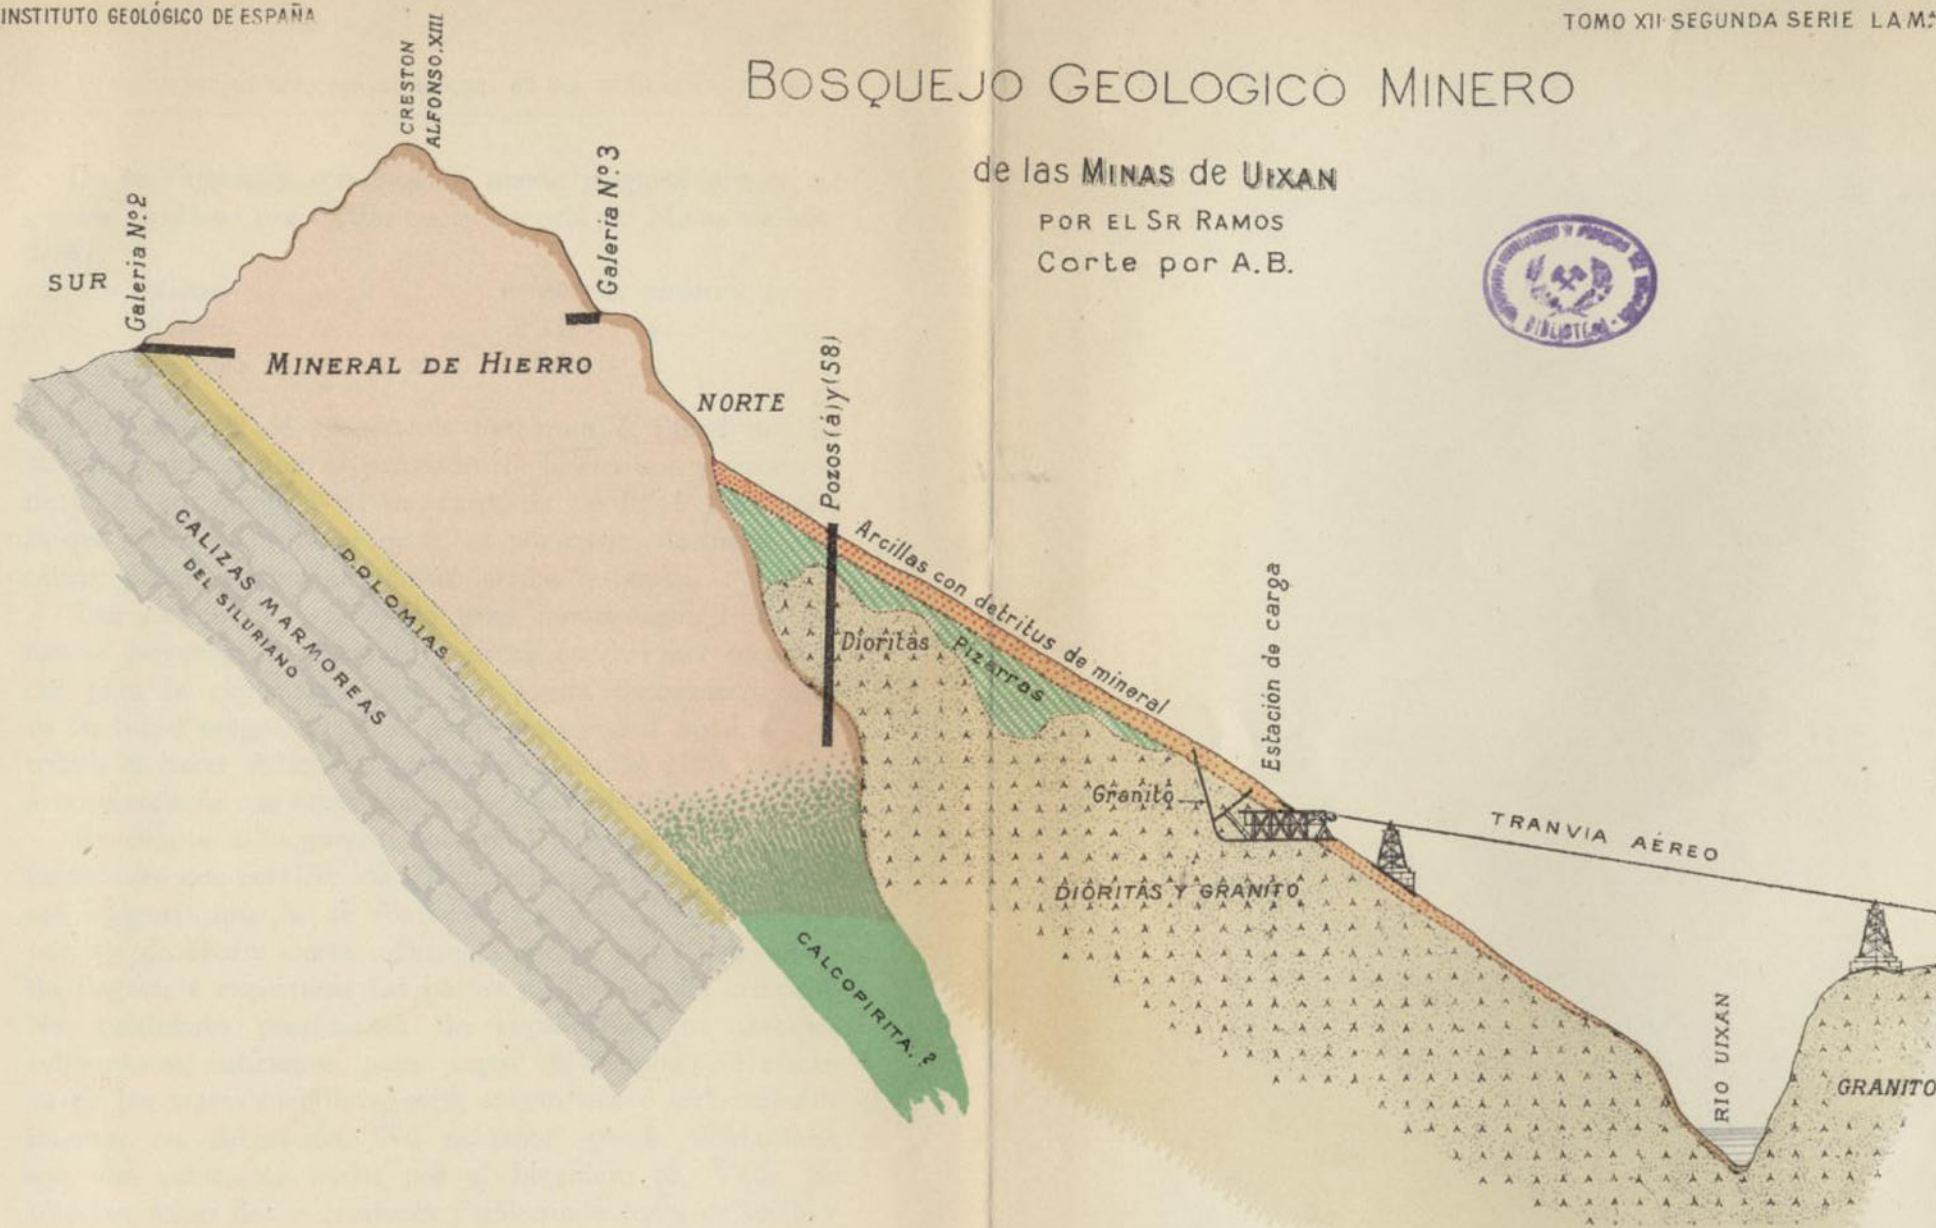 INSTITUTO GEOLÓGICO DE ESPAÑA
TOMO XII SEGUNDA SERIE LAM.ª
BOSQUEJO GEOLOGICO MINERO
de las MINAS de UIXAN
POR EL SR RAMOS
Corte por A.B.
CRESTON
ALFONSO.XIII
Galeria Nº.2
Galeria Nº.3
SUR
MINERAL DE HIERRO
NORTE
Pozos(á)y(58)
Arcillas con detritus de mineral
CALIZAS MARMOREAS
DEL SILURIANO
DOLOMIAS
Dioritas
Pizarras
Estación de carga
Granito
TRANVIA AÉREO
DIORITAS Y GRANITO
CALCOPIRITA.?
RIO UIXAN
GRANITO